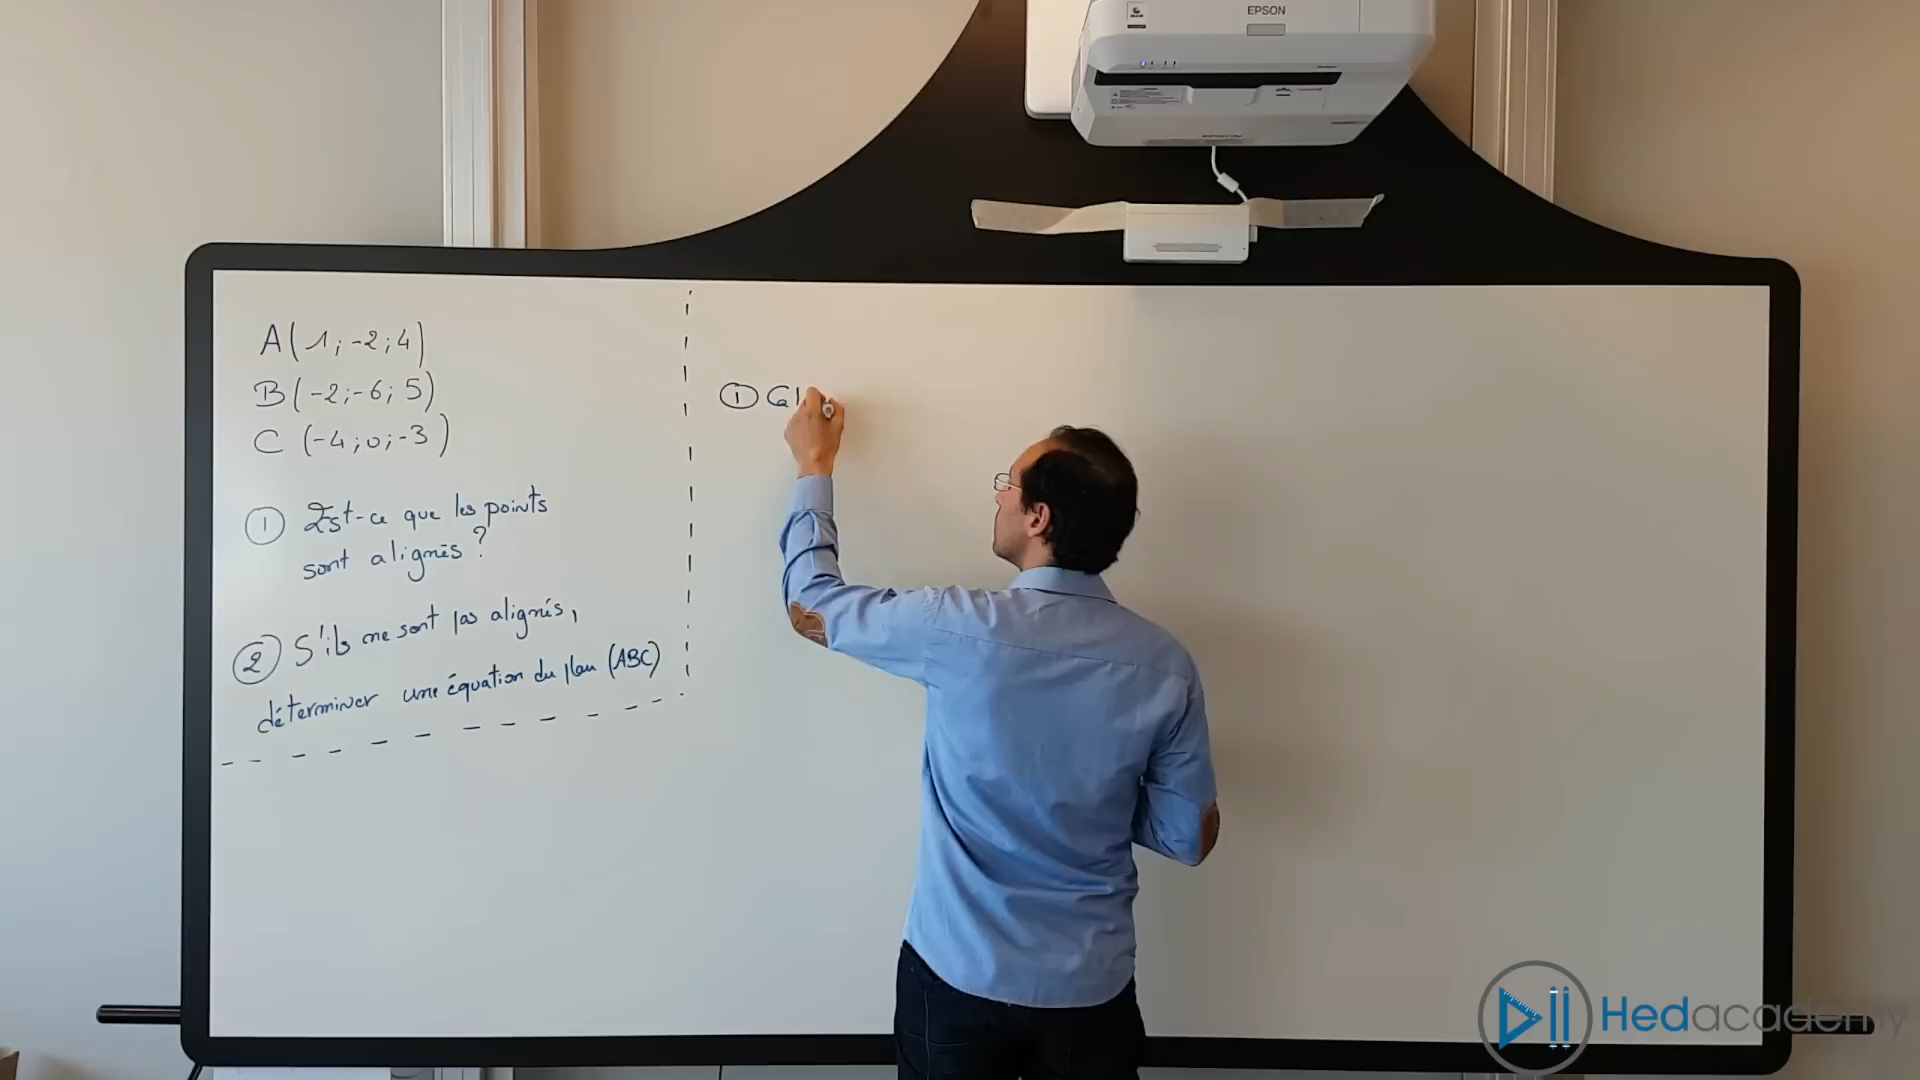 EPSON
A(1;-2;4)
B(-2;-6;5)
C(-4;0;-3)
① Est-ce que les points
sont alignés ?
② S'ils ne sont pas alignés,
déterminer une équation du plan (ABC)
① Cal
Hedacademy